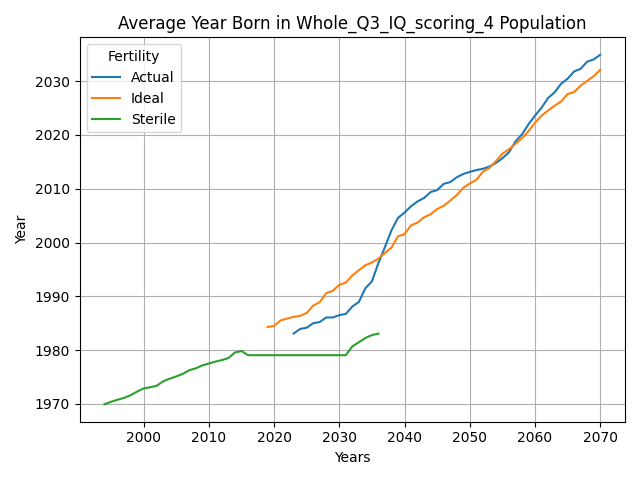 Average Year Born in Whole_Q3_IQ_scoring_4 Population
Fertility
Actual
Ideal
Sterile
Year
2030
2020
2010
2000
1990
1980
1970
2000 2010 2020 2030 2040 2050 2060 2070
Years